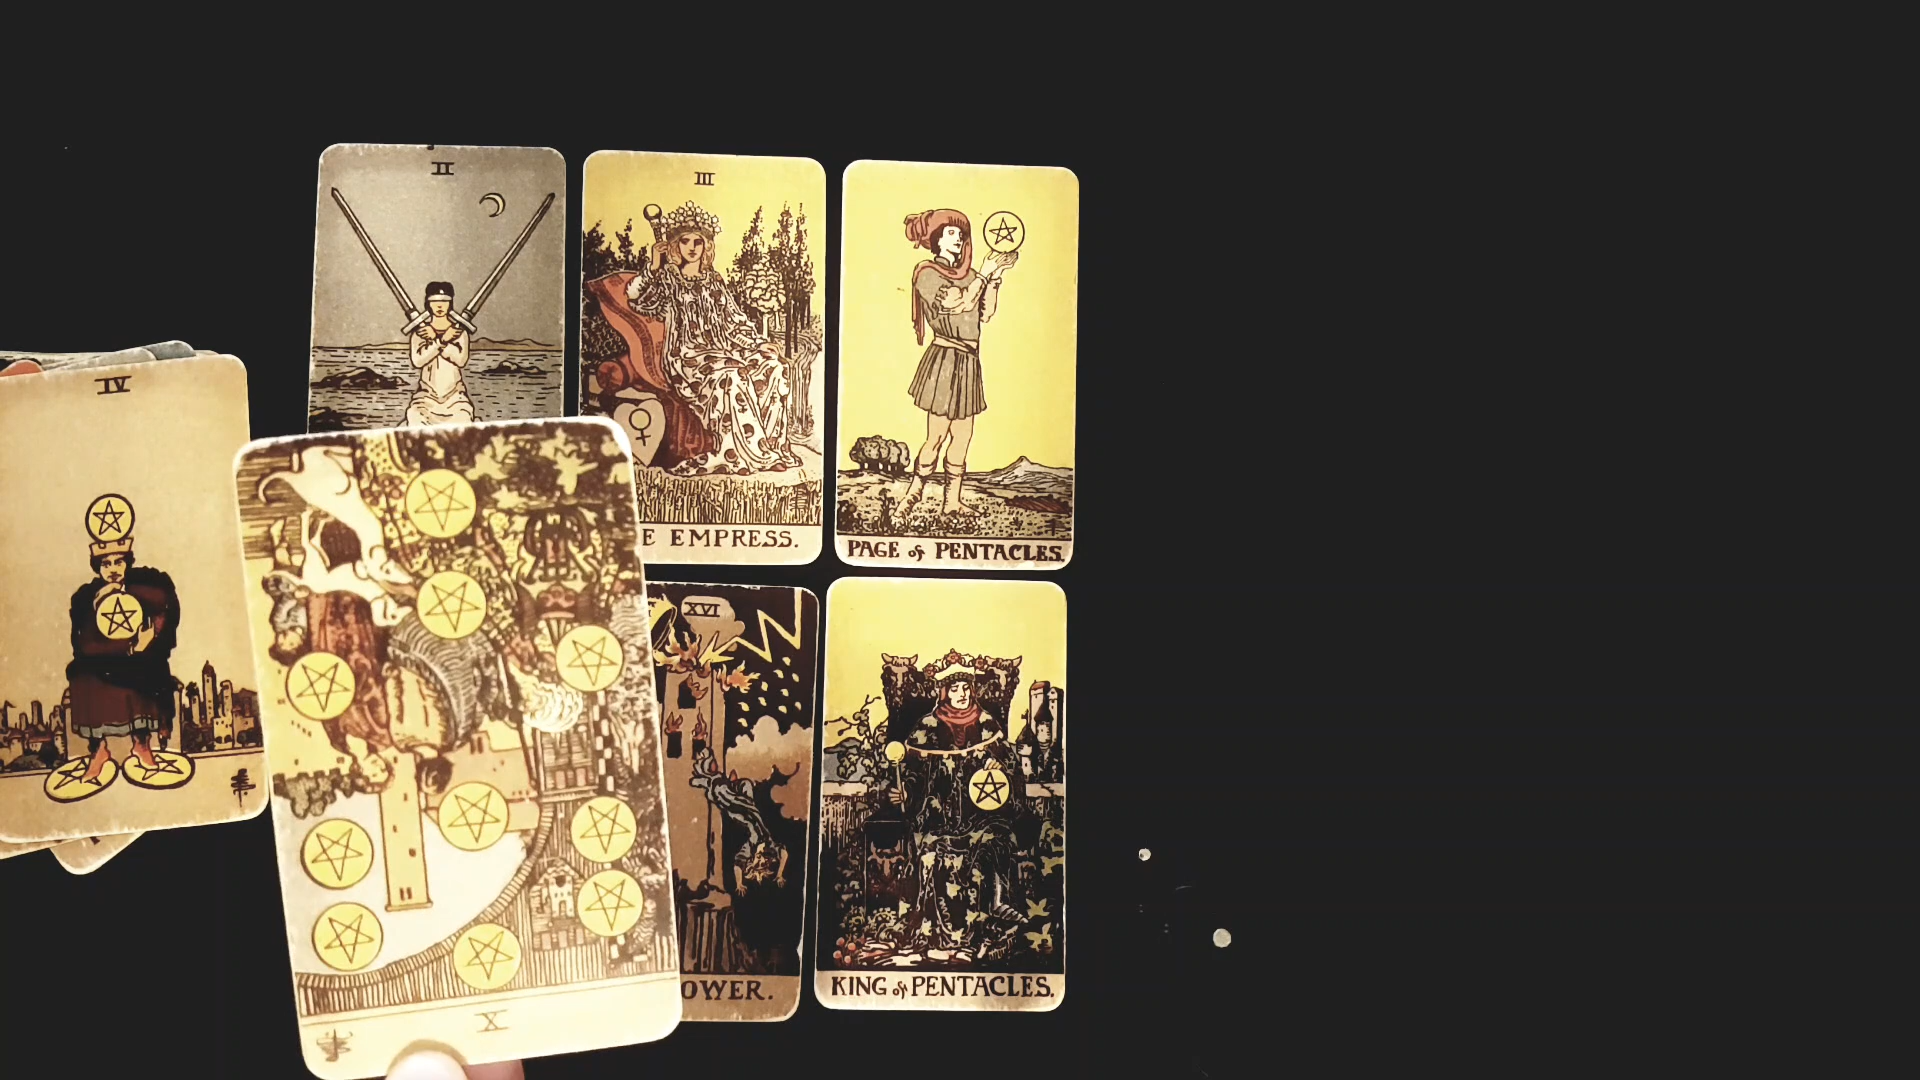 II
III
E EMPRESS.
PAGE of PENTACLES.
IV
XVI
OWER.
KING of PENTACLES.
X